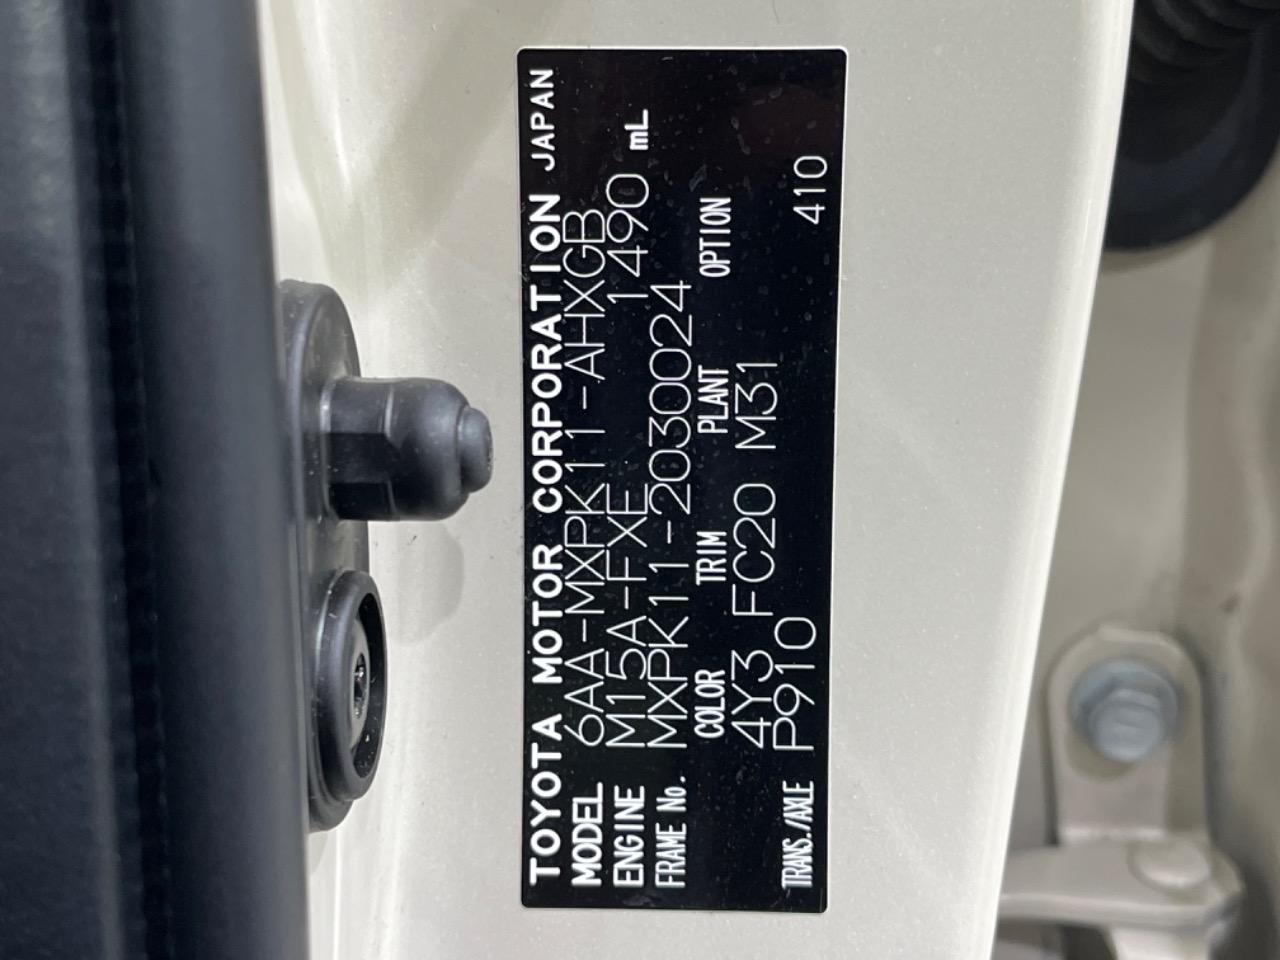 TOYOTA MOTOR CORPORATION JAPAN
MODEL 6AA-MXPK11-AHXGB
ENGINE M15A-FXE 1490 mL
FRAME No. MXPK11-2030024
COLOR TRIM PLANT OPTION
4Y3 FC20 M31
TRANS./AXLE P910 410